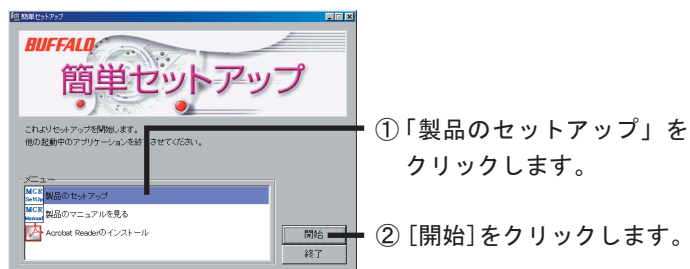 簡単セットアップ
BUFFALO
簡単セットアップ
これよりセットアップを開始します。
他の起動中のアプリケーションを終了させてください。
メニュー
MCR SetUp 製品のセットアップ
MCR Manual 製品のマニュアルを見る
Acrobat Readerのインストール
開始
終了
①「製品のセットアップ」を
クリックします。
②[開始]をクリックします。